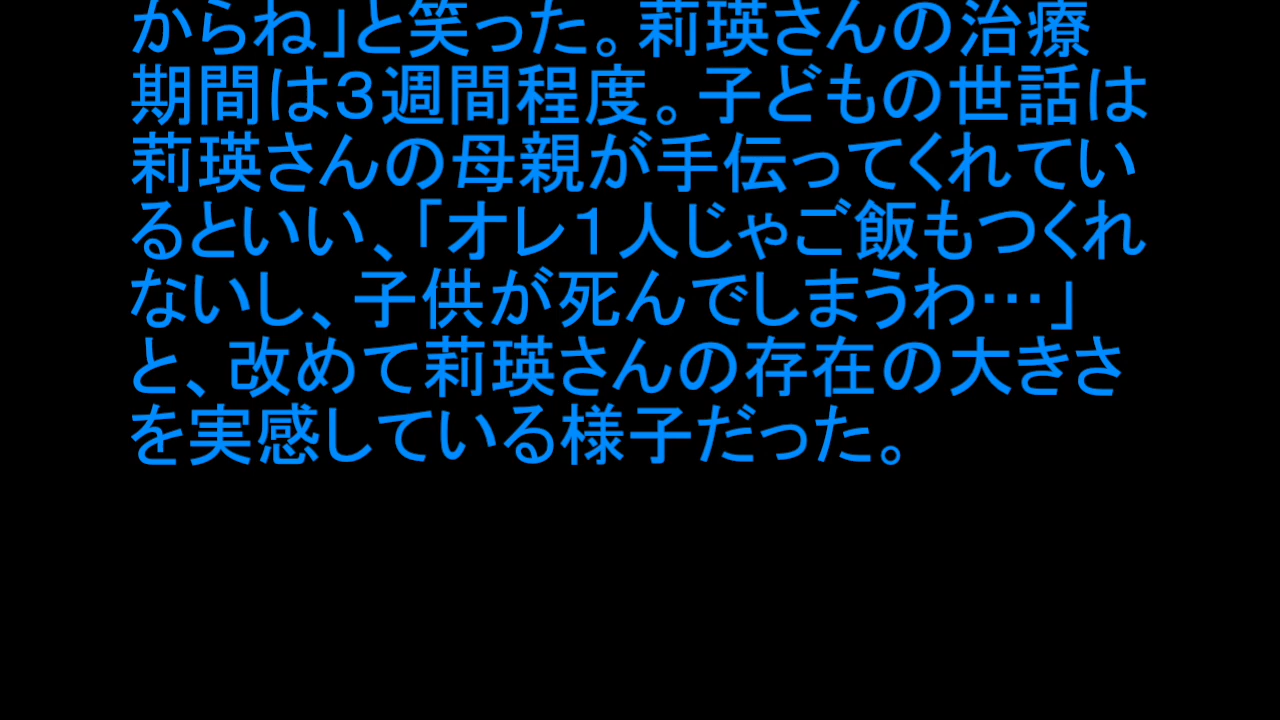 からね」と笑った。莉瑛さんの治療
期間は３週間程度。子どもの世話は
莉瑛さんの母親が手伝ってくれてい
るといい、「オレ１人じゃご飯もつくれ
ないし、子供が死んでしまうわ…」
と、改めて莉瑛さんの存在の大きさ
を実感している様子だった。